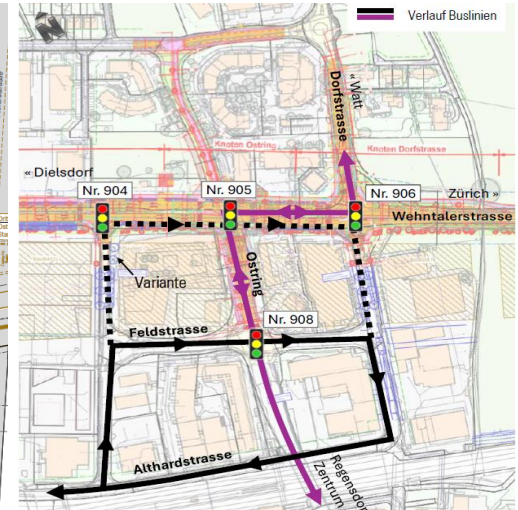 Verlauf Buslinien
« Watt
Dorfstrasse
Knoten Ostring
Knoten Dorfstrasse
« Dielsdorf
Nr. 904
Nr. 905
Nr. 906
Zürich »
Wehntalerstrasse
Variante
Ostring
Nr. 908
Feldstrasse
Althardstrasse
Regensdorf
Zentrum